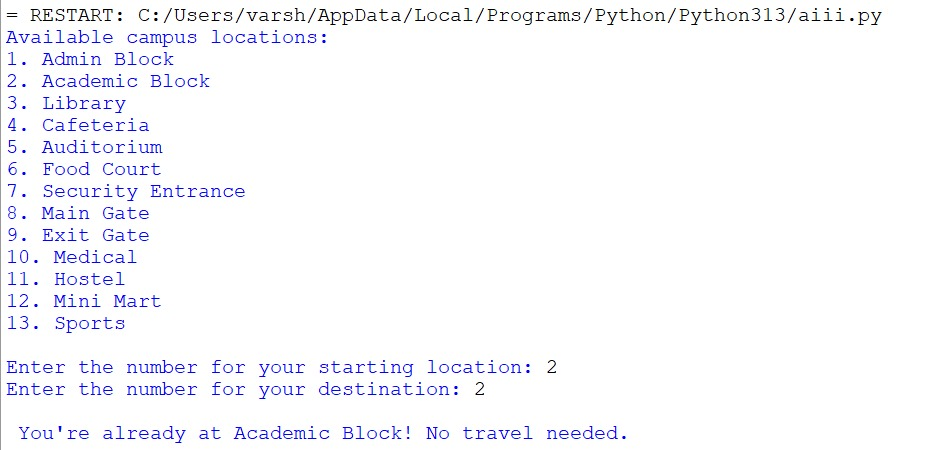 = RESTART: C:/Users/varsh/AppData/Local/Programs/Python/Python313/aiii.py
Available campus locations:
1. Admin Block
2. Academic Block
3. Library
4. Cafeteria
5. Auditorium
6. Food Court
7. Security Entrance
8. Main Gate
9. Exit Gate
10. Medical
11. Hostel
12. Mini Mart
13. Sports
Enter the number for your starting location: 2
Enter the number for your destination: 2
You're already at Academic Block! No travel needed.